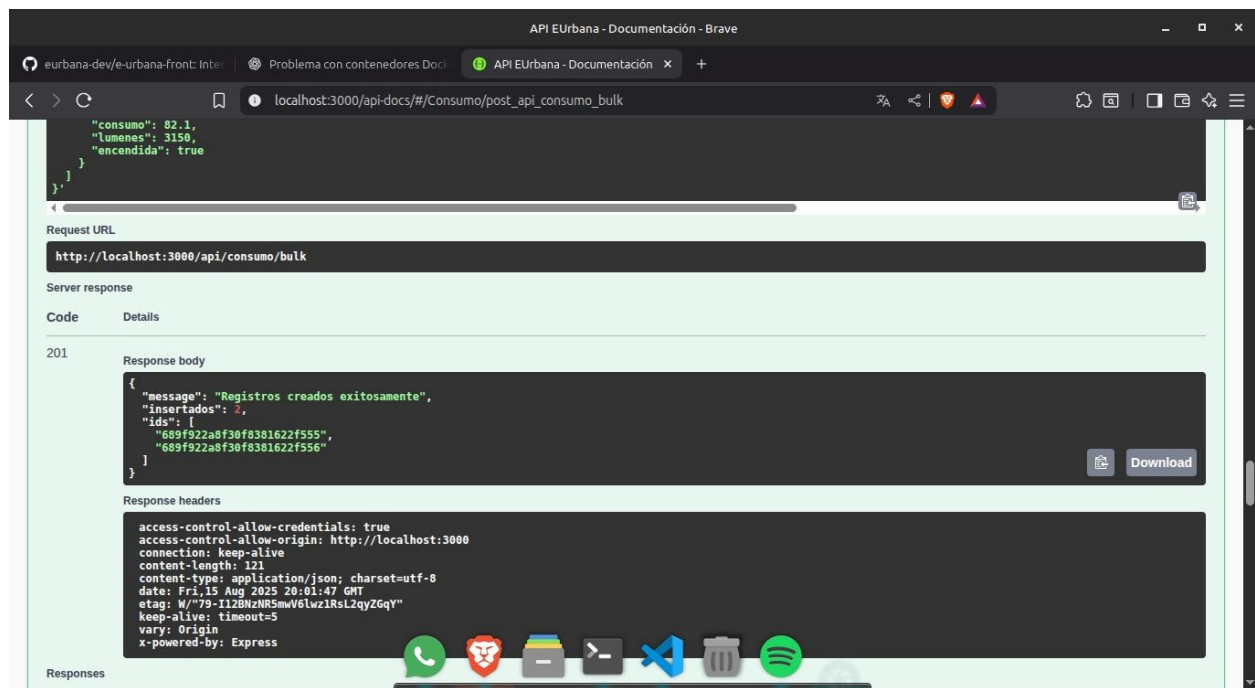 API EUrbana - Documentación - Brave
eurbana-dev/e-urbana-front: Inter
Problema con contenedores Dock
API EUrbana - Documentación
localhost:3000/api-docs/#/Consumo/post_api_consumo_bulk
"consumo": 82.1,
"lumenes": 3150,
"encendida": true
}
]
}'
Request URL
http://localhost:3000/api/consumo/bulk
Server response
Code Details
201
Response body
{
"message": "Registros creados exitosamente",
"insertados": 2,
"ids": [
"689f922a8f30f8381622f555",
"689f922a8f30f8381622f556"
]
}
Download
Response headers
access-control-allow-credentials: true
access-control-allow-origin: http://localhost:3000
connection: keep-alive
content-length: 121
content-type: application/json; charset=utf-8
date: Fri,15 Aug 2025 20:01:47 GMT
etag: W/"79-I12BNzNR5mwV6lwz1RsL2qyZGqY"
keep-alive: timeout=5
vary: Origin
x-powered-by: Express
Responses